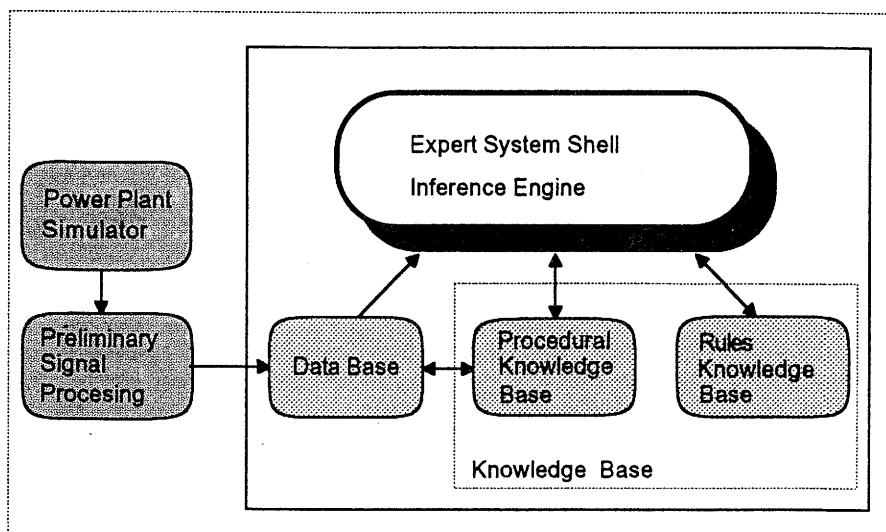 Expert System Shell
Inference Engine
Power Plant
Simulator
Preliminary
Signal
Procesing
Data Base
Procedural
Knowledge
Base
Rules
Knowledge
Base
Knowledge Base